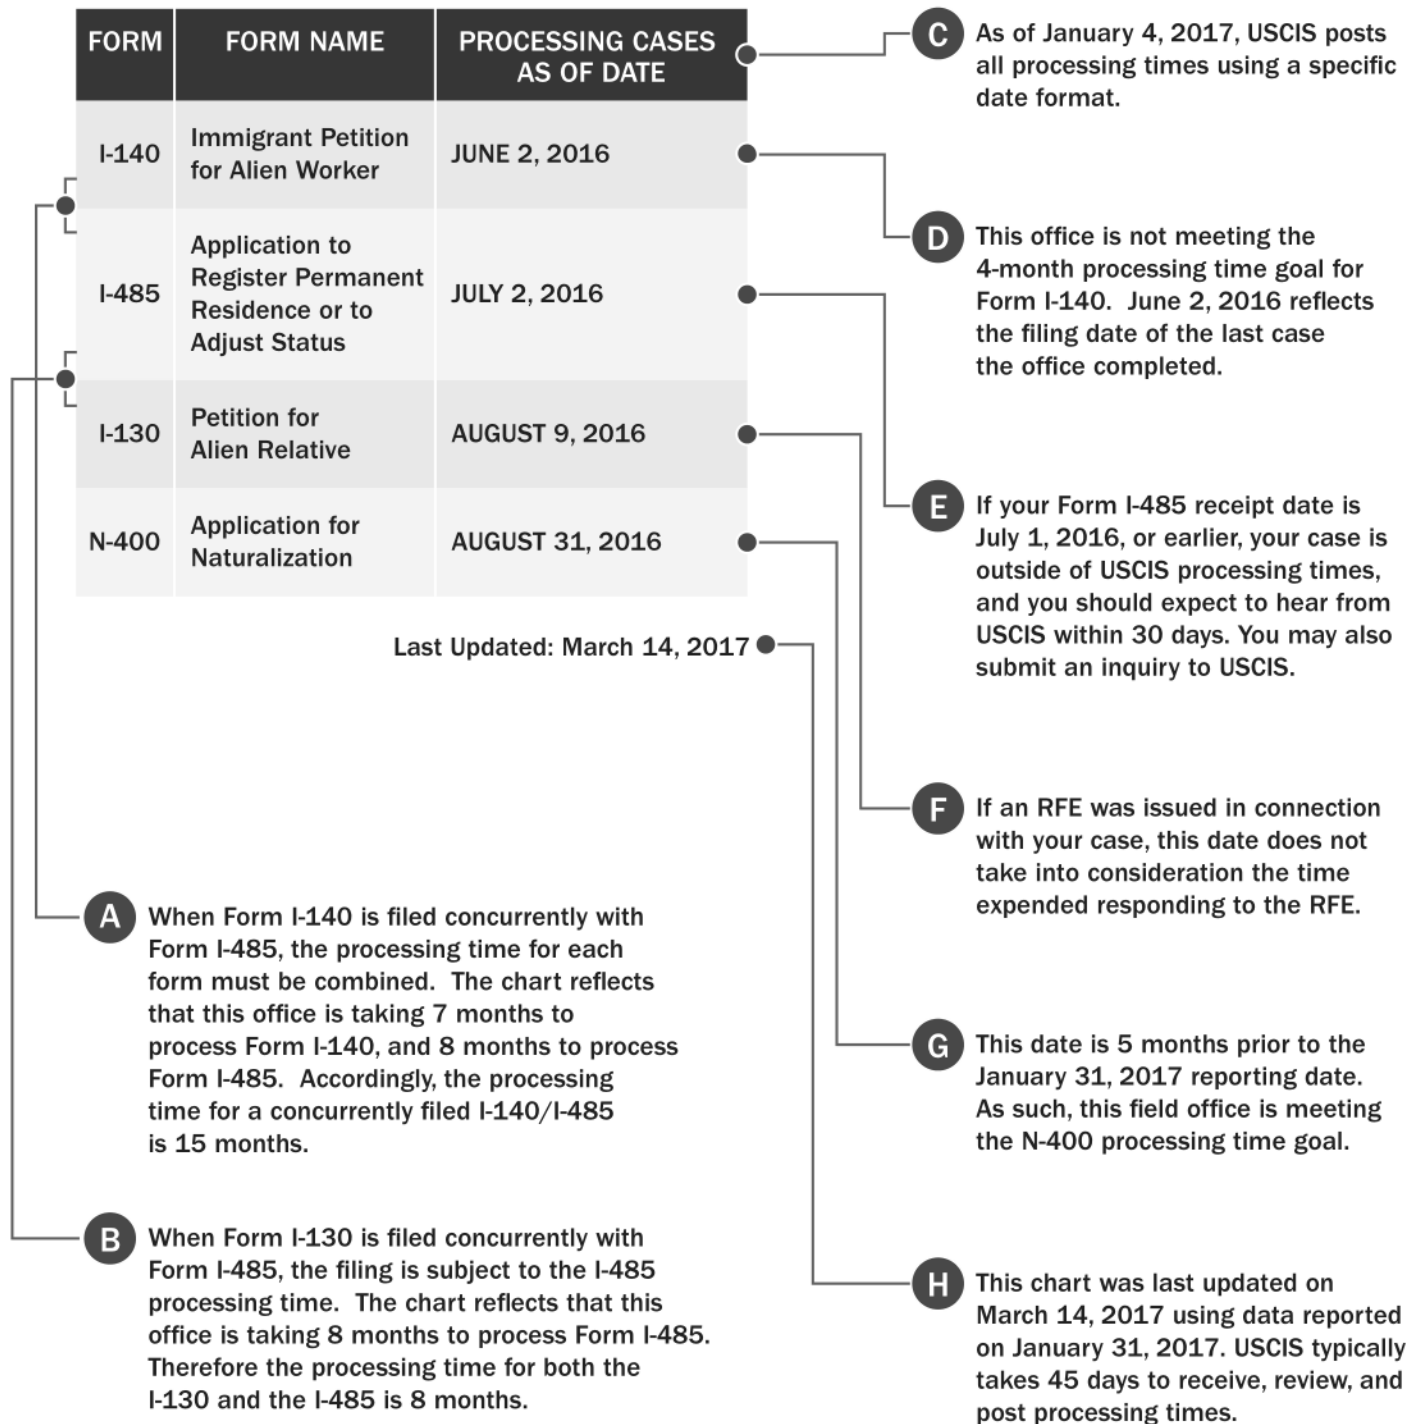 FORM
FORM NAME
PROCESSING CASES
AS OF DATE
I-140
Immigrant Petition
for Alien Worker
JUNE 2, 2016
I-485
Application to
Register Permanent
Residence or to
Adjust Status
JULY 2, 2016
I-130
Petition for
Alien Relative
AUGUST 9, 2016
N-400
Application for
Naturalization
AUGUST 31, 2016
Last Updated: March 14, 2017
A
When Form I-140 is filed concurrently with
Form I-485, the processing time for each
form must be combined.  The chart reflects
that this office is taking 7 months to
process Form I-140, and 8 months to process
Form I-485.  Accordingly, the processing
time for a concurrently filed I-140/I-485
is 15 months.
B
When Form I-130 is filed concurrently with
Form I-485, the filing is subject to the I-485
processing time.  The chart reflects that this
office is taking 8 months to process Form I-485.
Therefore the processing time for both the
I-130 and the I-485 is 8 months.
C
As of January 4, 2017, USCIS posts
all processing times using a specific
date format.
D
This office is not meeting the
4-month processing time goal for
Form I-140.  June 2, 2016 reflects
the filing date of the last case
the office completed.
E
If your Form I-485 receipt date is
July 1, 2016, or earlier, your case is
outside of USCIS processing times,
and you should expect to hear from
USCIS within 30 days. You may also
submit an inquiry to USCIS.
F
If an RFE was issued in connection
with your case, this date does not
take into consideration the time
expended responding to the RFE.
G
This date is 5 months prior to the
January 31, 2017 reporting date.
As such, this field office is meeting
the N-400 processing time goal.
H
This chart was last updated on
March 14, 2017 using data reported
on January 31, 2017. USCIS typically
takes 45 days to receive, review, and
post processing times.